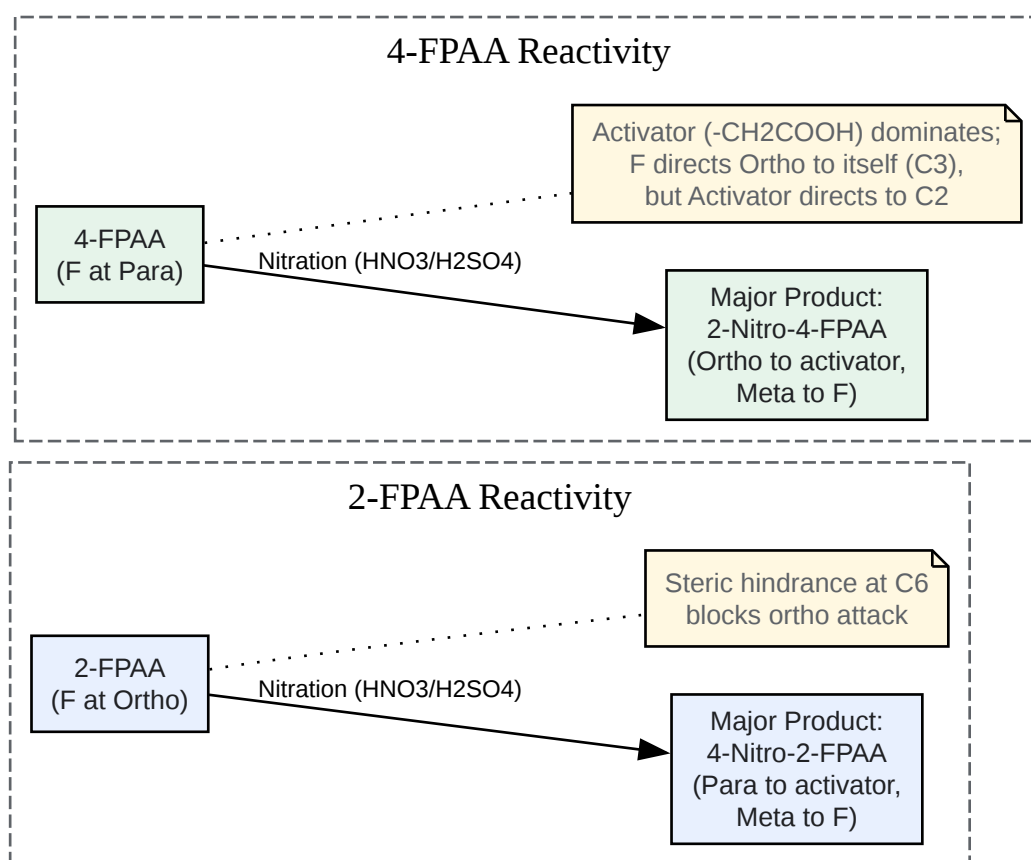 4-FPAA Reactivity
Activator (-CH2COOH) dominates;
F directs Ortho to itself (C3),
but Activator directs to C2
4-FPAA
(F at Para)
Nitration (HNO3/H2SO4)
Major Product:
2-Nitro-4-FPAA
(Ortho to activator,
Meta to F)
2-FPAA Reactivity
Steric hindrance at C6
blocks ortho attack
2-FPAA
(F at Ortho)
Nitration (HNO3/H2SO4)
Major Product:
4-Nitro-2-FPAA
(Para to activator,
Meta to F)